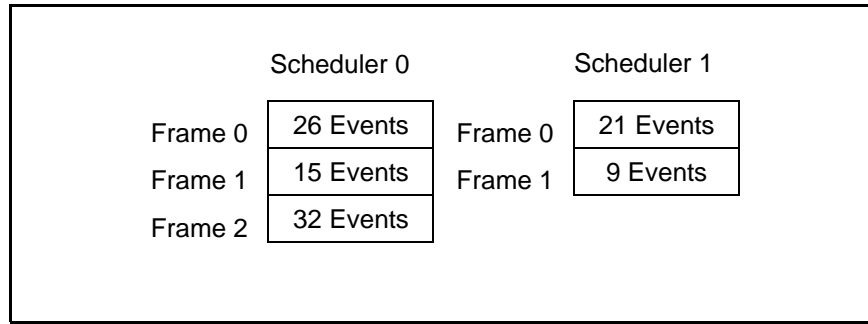 Scheduler 0 Scheduler 1
Frame 0 26 Events Frame 0 21 Events
Frame 1 15 Events Frame 1 9 Events
Frame 2 32 Events